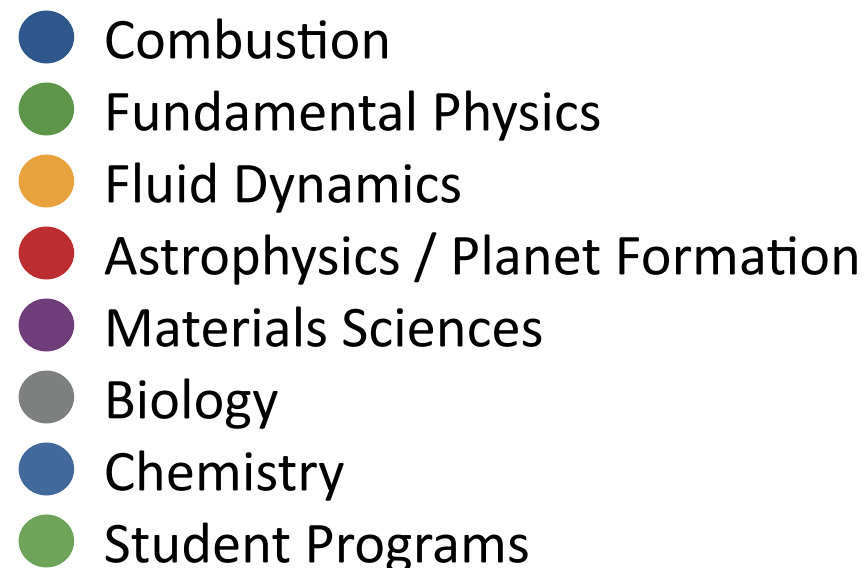 Combustion
Fundamental Physics
Fluid Dynamics
Astrophysics / Planet Formation
Materials Sciences
Biology
Chemistry
Student Programs